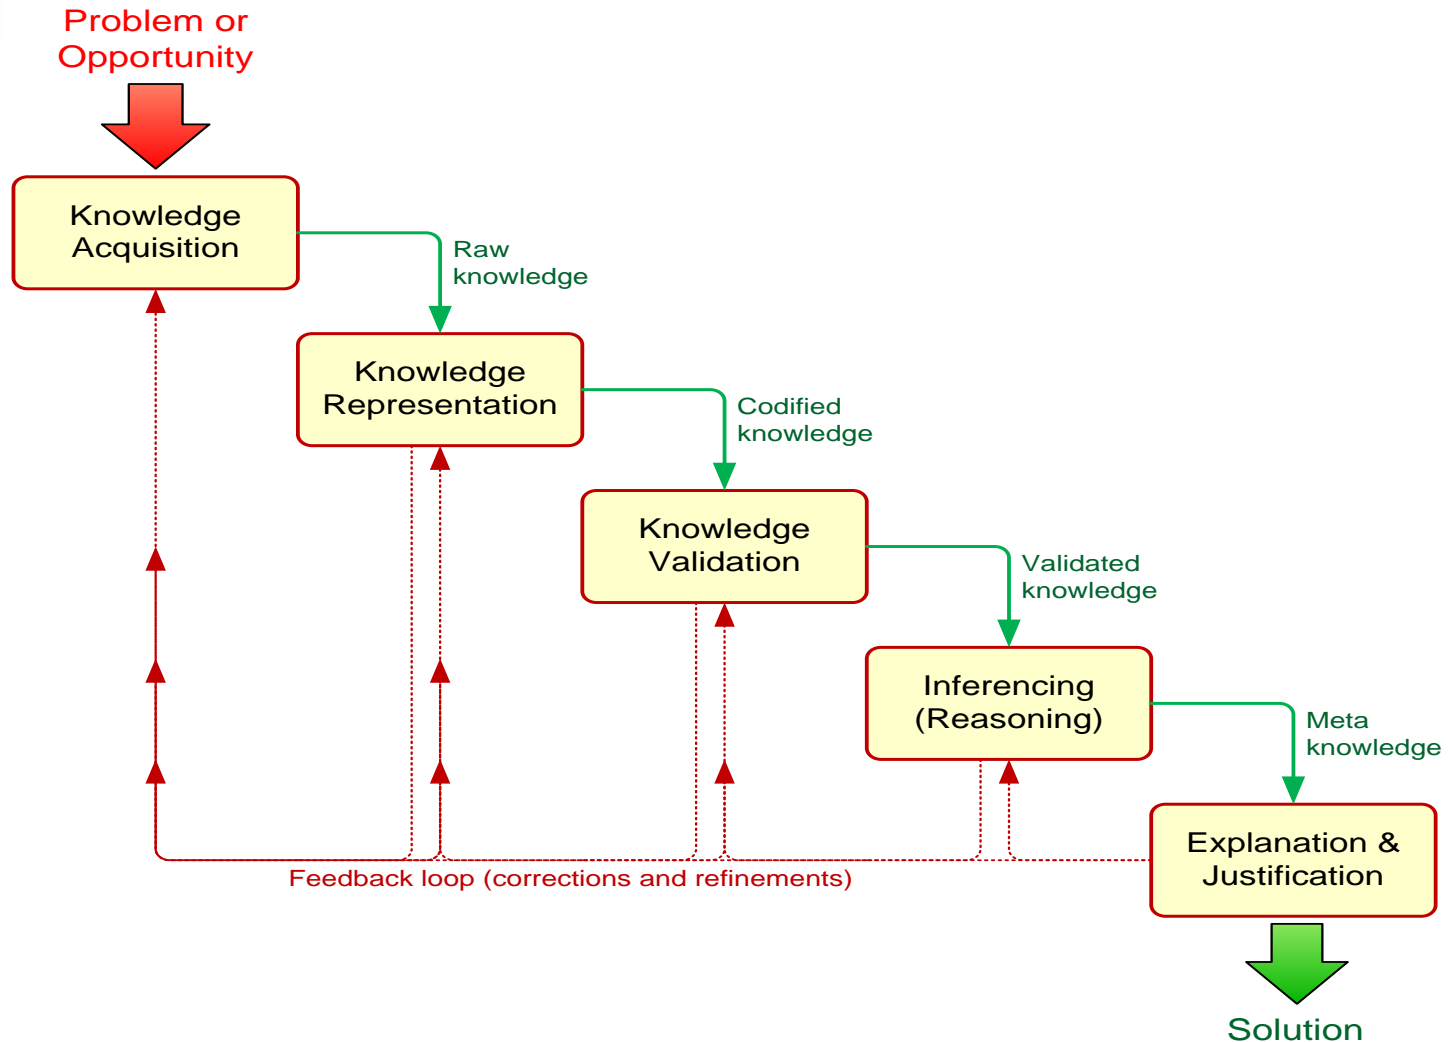 Problem or
Opportunity
Knowledge
Acquisition
Raw
knowledge
Knowledge
Representation
Codified
knowledge
Knowledge
Validation
Validated
knowledge
Inferencing
(Reasoning)
Meta
knowledge
Explanation &
Justification
Feedback loop (corrections and refinements)
Solution